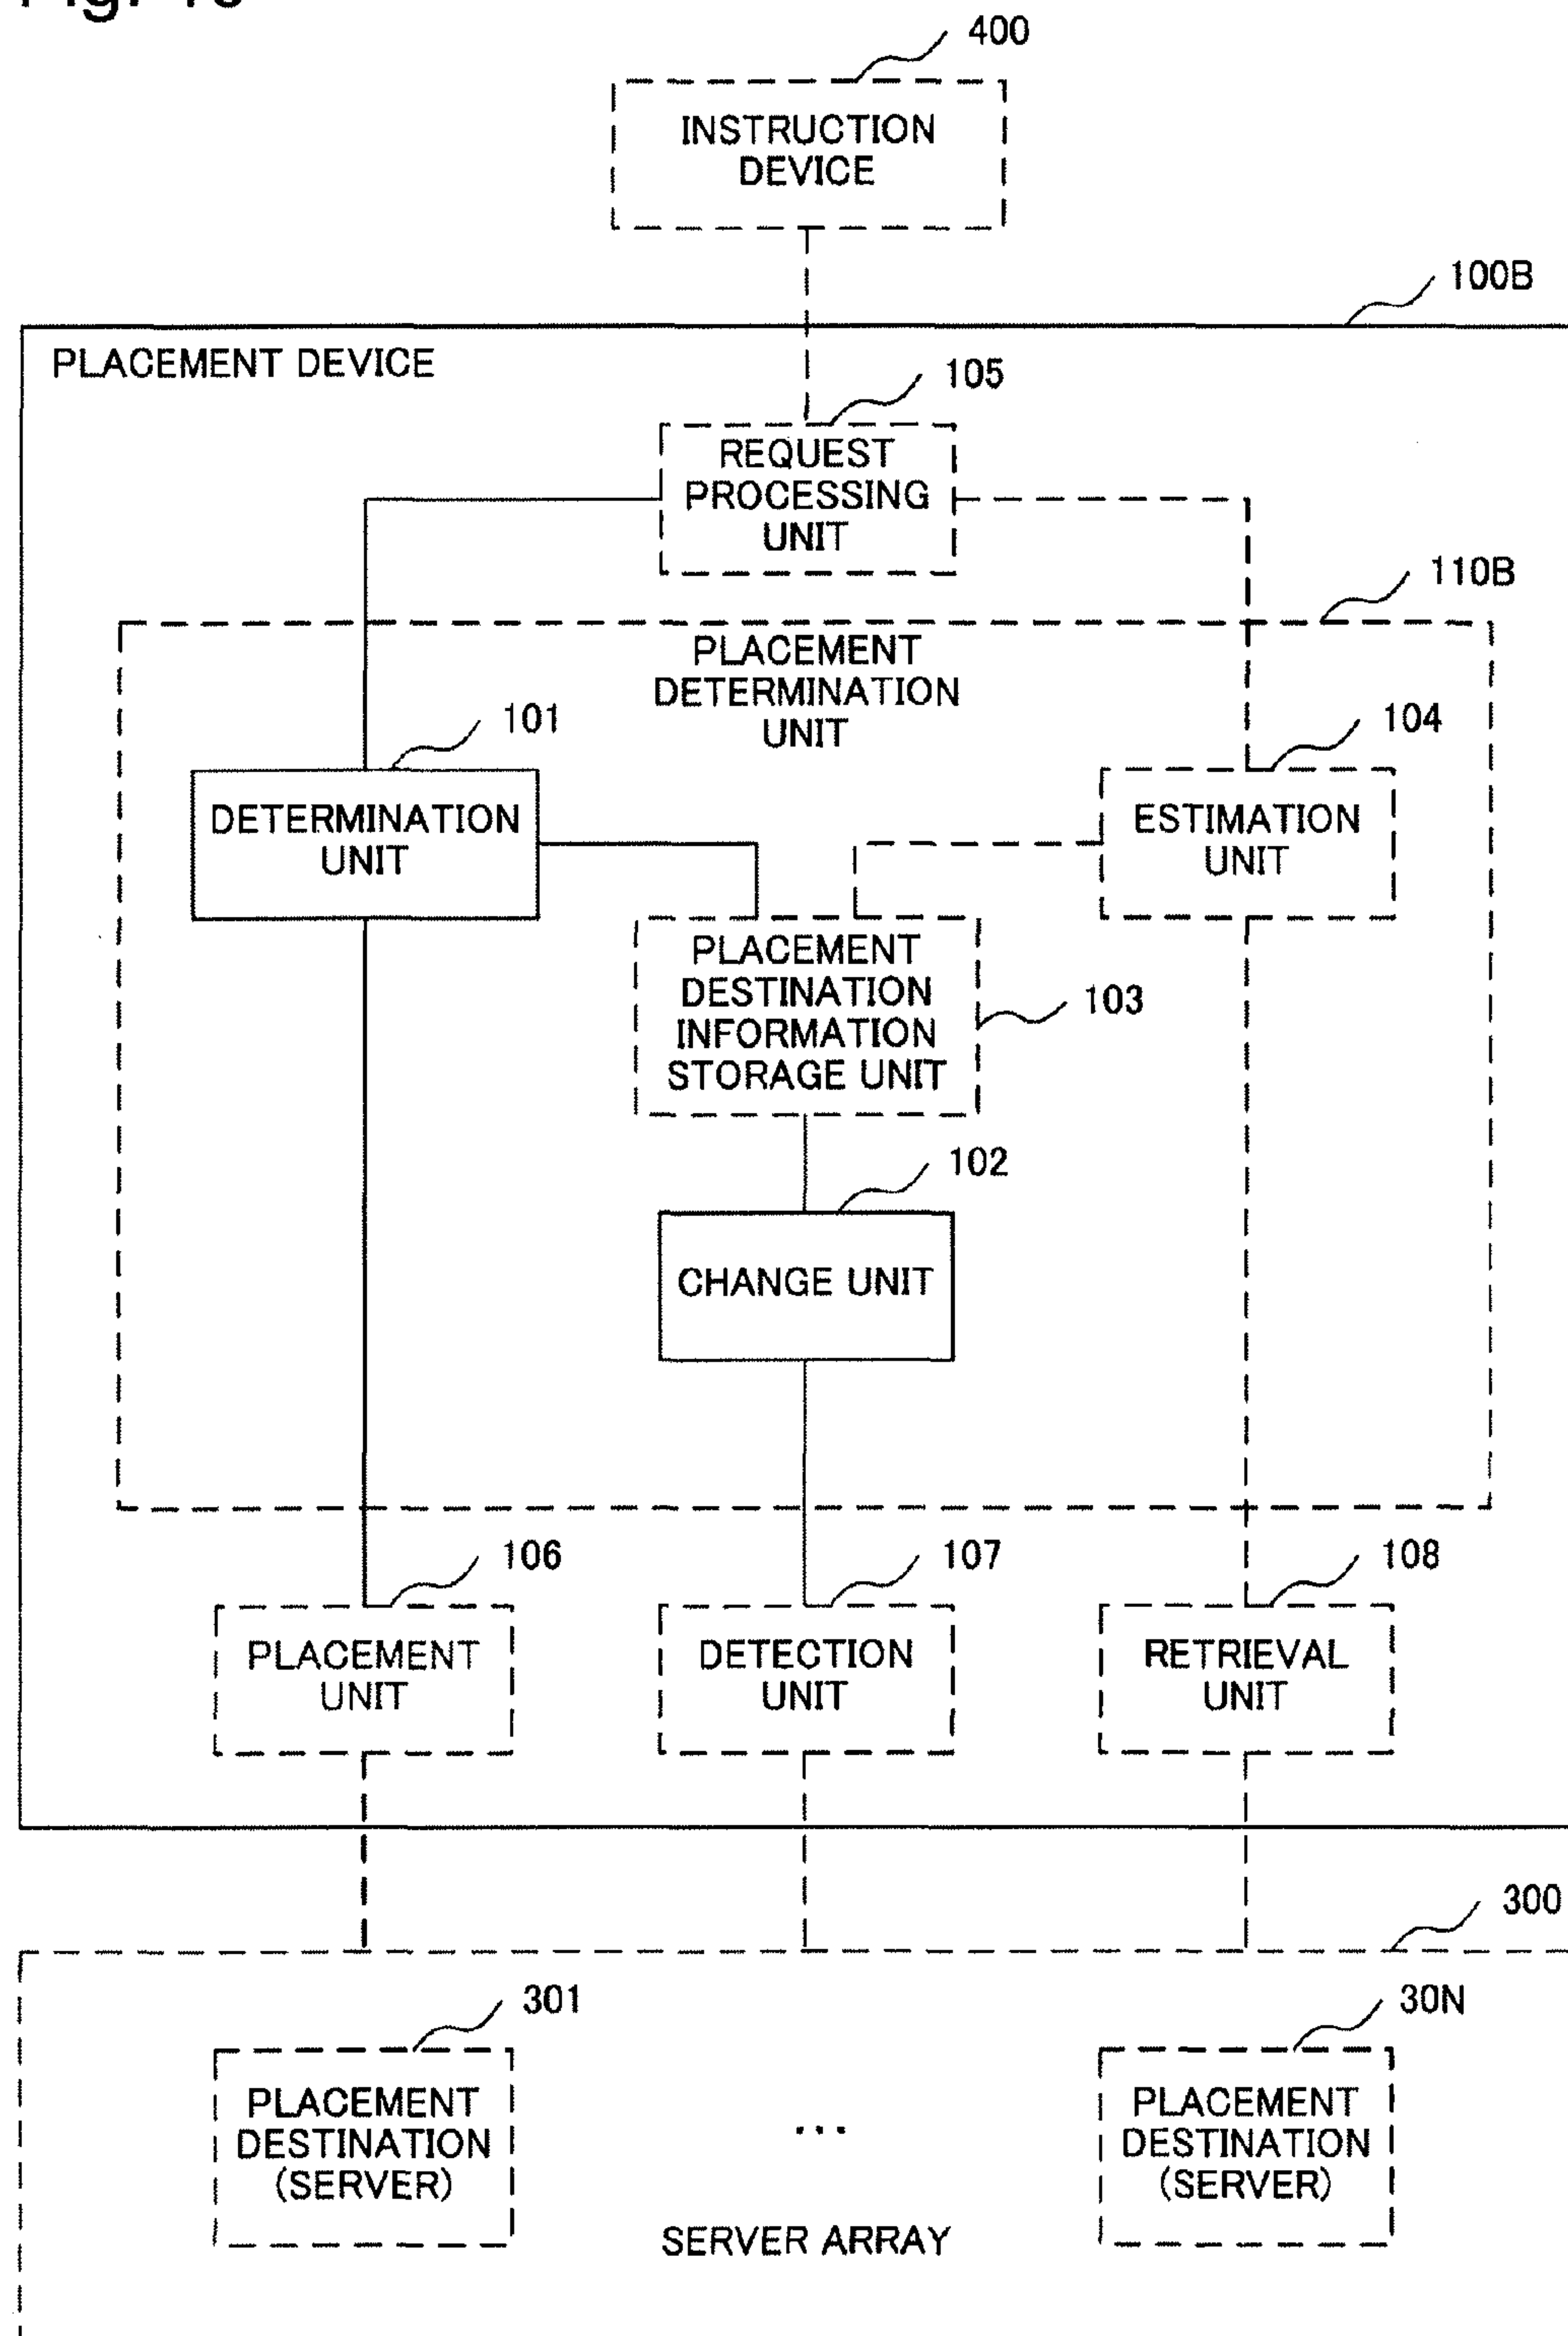 400
INSTRUCTION
DEVICE
100B
PLACEMENT DEVICE
105
REQUEST
PROCESSING
UNIT
110B
PLACEMENT
DETERMINATION
UNIT
101
104
DETERMINATION
UNIT
ESTIMATION
UNIT
PLACEMENT
DESTINATION
INFORMATION
STORAGE UNIT
103
102
CHANGE UNIT
106
107
108
PLACEMENT
UNIT
DETECTION
UNIT
RETRIEVAL
UNIT
300
301
30N
PLACEMENT
DESTINATION
(SERVER)
...
PLACEMENT
DESTINATION
(SERVER)
SERVER ARRAY